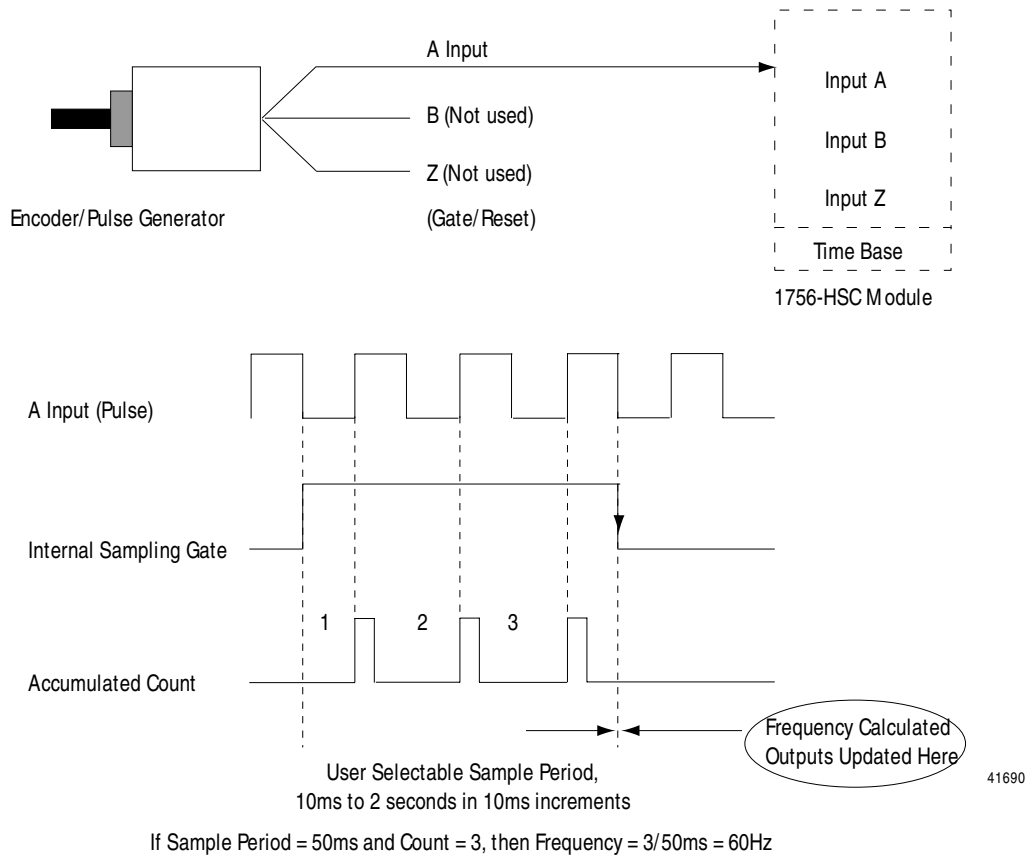 A Input
Input A
B (Not used)
Input B
Z (Not used)
Input Z
Encoder/Pulse Generator
(Gate/Reset)
Time Base
1756-HSC Module
A Input (Pulse)
Internal Sampling Gate
1 2 3
Accumulated Count
Frequency Calculated
Outputs Updated Here
User Selectable Sample Period,
10ms to 2 seconds in 10ms increments
41690
If Sample Period = 50ms and Count = 3, then Frequency = 3/50ms = 60Hz